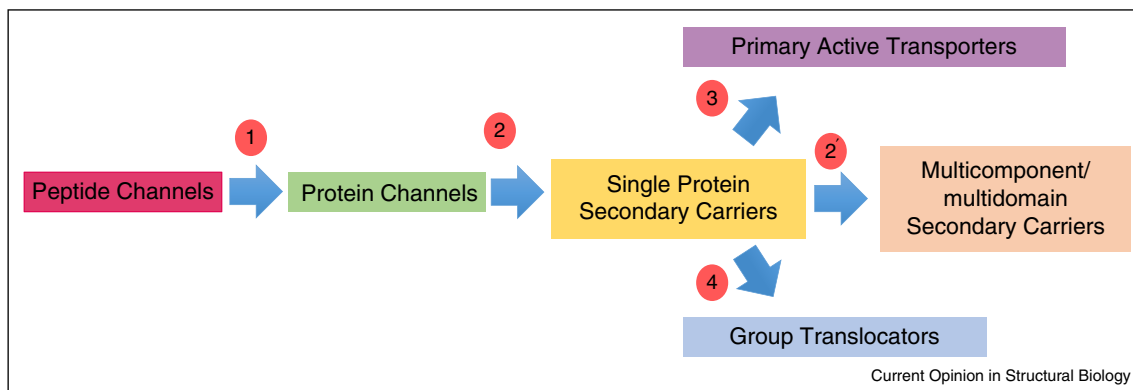 Primary Active Transporters
3
1
2
2′
Peptide Channels
Protein Channels
Single Protein
Secondary Carriers
Multicomponent/
multidomain
Secondary Carriers
4
Group Translocators
Current Opinion in Structural Biology